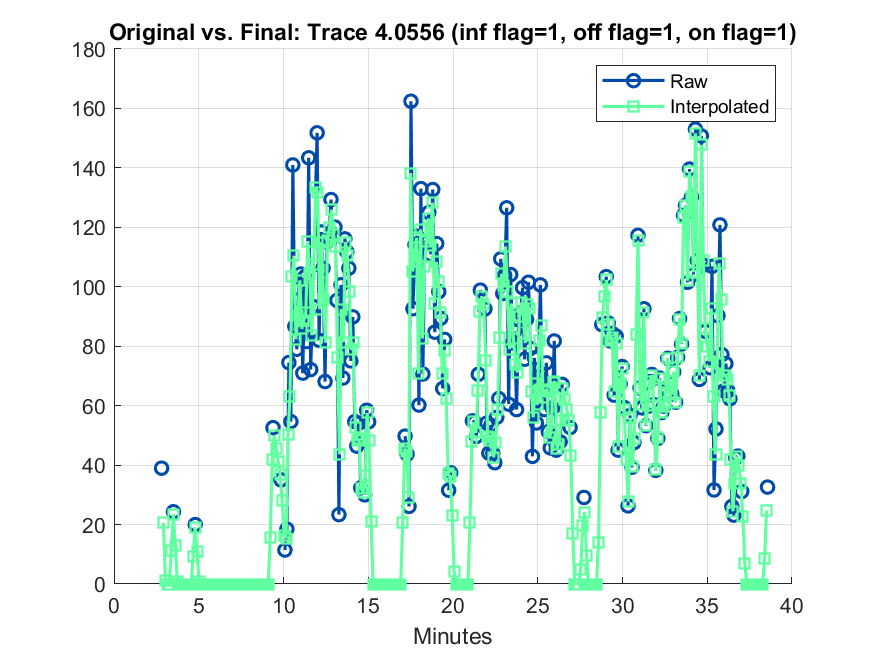 Original vs. Final: Trace 4.0556 (inf flag=1, off flag=1, on flag=1)
Raw
Interpolated
180
160
140
120
100
80
60
40
20
0
0 5 10 15 20 25 30 35 40
Minutes